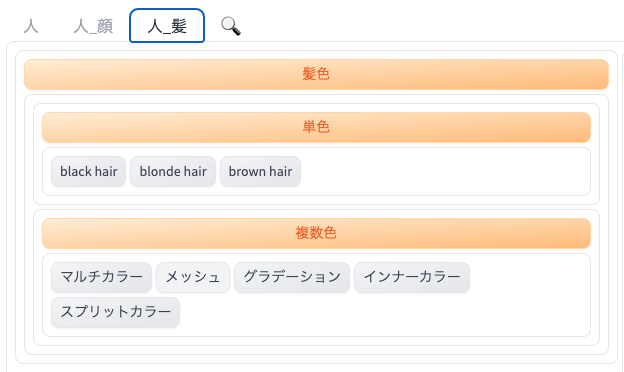 人 人_顔 人_髪 🔍
髪色
単色
black hair blonde hair brown hair
複数色
マルチカラー メッシュ グラデーション インナーカラー
スプリットカラー